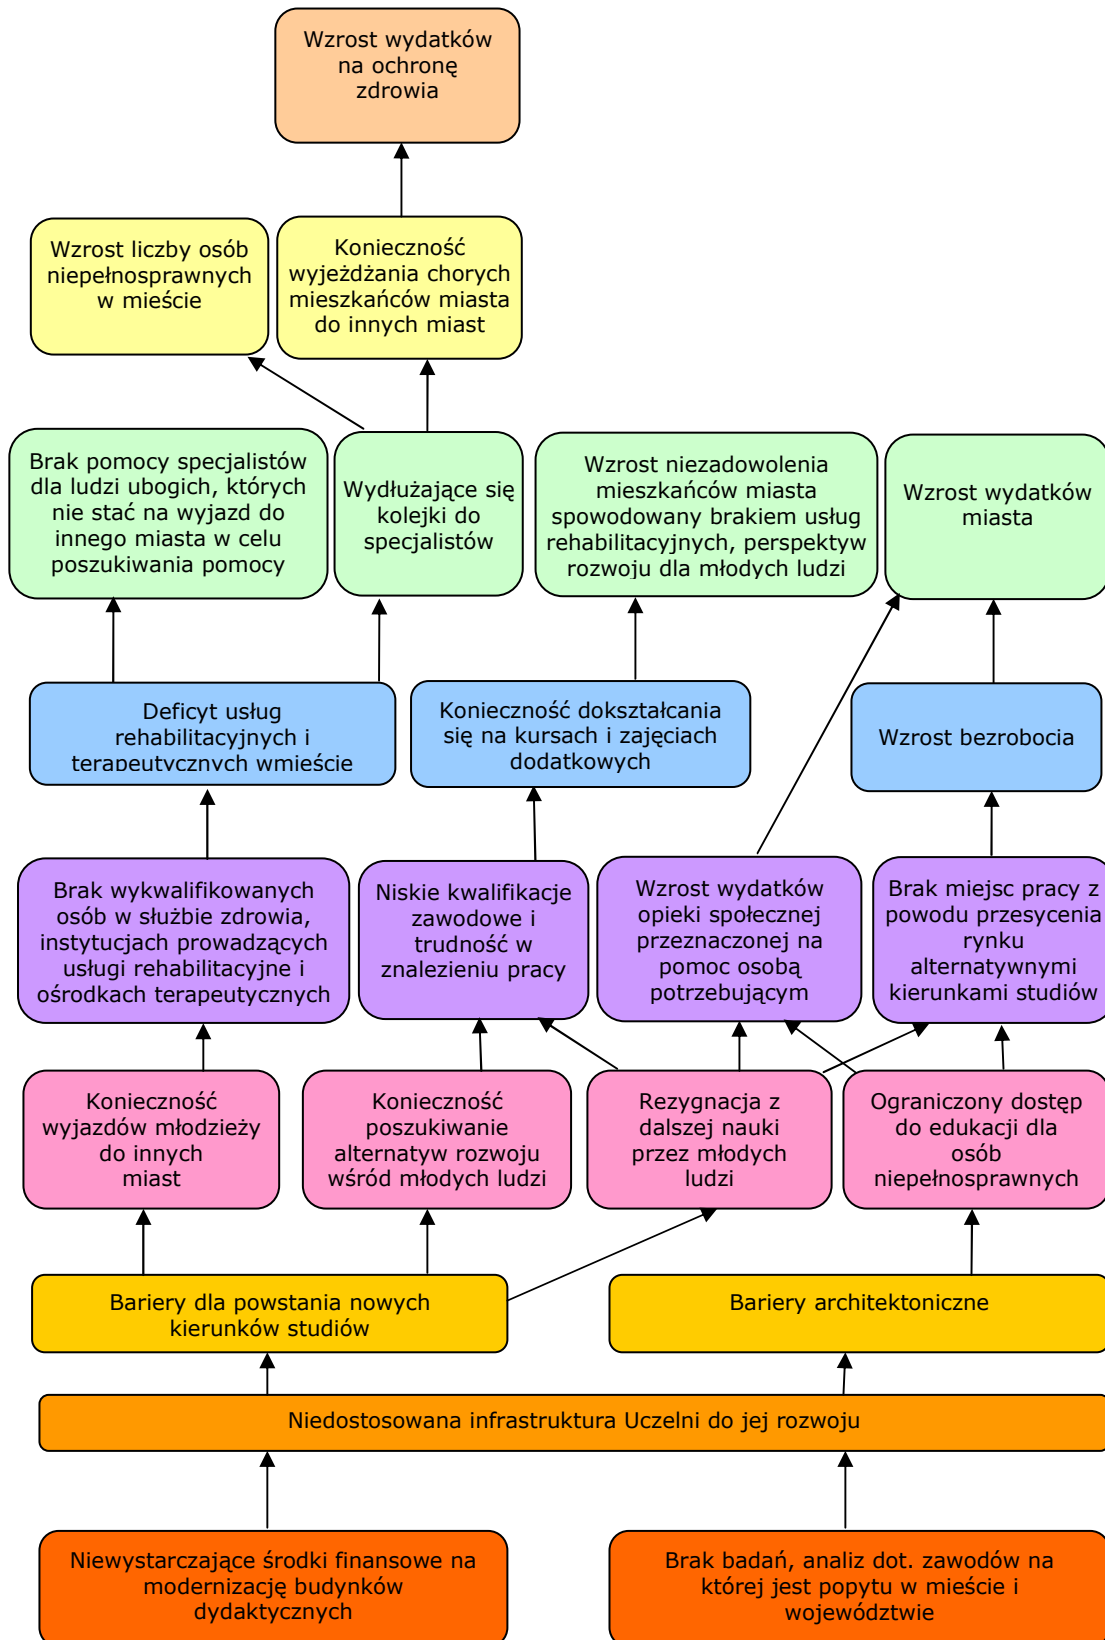 Wzrost wydatków
na ochronę
zdrowia
Wzrost liczby osób
niepełnosprawnych
w mieście
Konieczność
wyjeżdżania chorych
mieszkańców miasta
do innych miast
Brak pomocy specjalistów
dla ludzi ubogich, których
nie stać na wyjazd do
innego miasta w celu
poszukiwania pomocy
Wydłużające się
kolejki do
specjalistów
Wzrost niezadowolenia
mieszkańców miasta
spowodowany brakiem usług
rehabilitacyjnych, perspektyw
rozwoju dla młodych ludzi
Wzrost wydatków
miasta
Deficyt usług
rehabilitacyjnych i
terapeutycznych wmieście
Konieczność dokształcania
się na kursach i zajęciach
dodatkowych
Wzrost bezrobocia
Brak wykwalifikowanych
osób w służbie zdrowia,
instytucjach prowadzących
usługi rehabilitacyjne i
ośrodkach terapeutycznych
Niskie kwalifikacje
zawodowe i
trudność w
znalezieniu pracy
Wzrost wydatków
opieki społecznej
przeznaczonej na
pomoc osobą
potrzebującym
Brak miejsc pracy z
powodu przesycenia
rynku
alternatywnymi
kierunkami studiów
Konieczność
wyjazdów młodzieży
do innych
miast
Konieczność
poszukiwanie
alternatyw rozwoju
wśród młodych ludzi
Rezygnacja z
dalszej nauki
przez młodych
ludzi
Ograniczony dostęp
do edukacji dla
osób
niepełnosprawnych
Bariery dla powstania nowych
kierunków studiów
Bariery architektoniczne
Niedostosowana infrastruktura Uczelni do jej rozwoju
Niewystarczające środki finansowe na
modernizację budynków
dydaktycznych
Brak badań, analiz dot. zawodów na
której jest popytu w mieście i
województwie